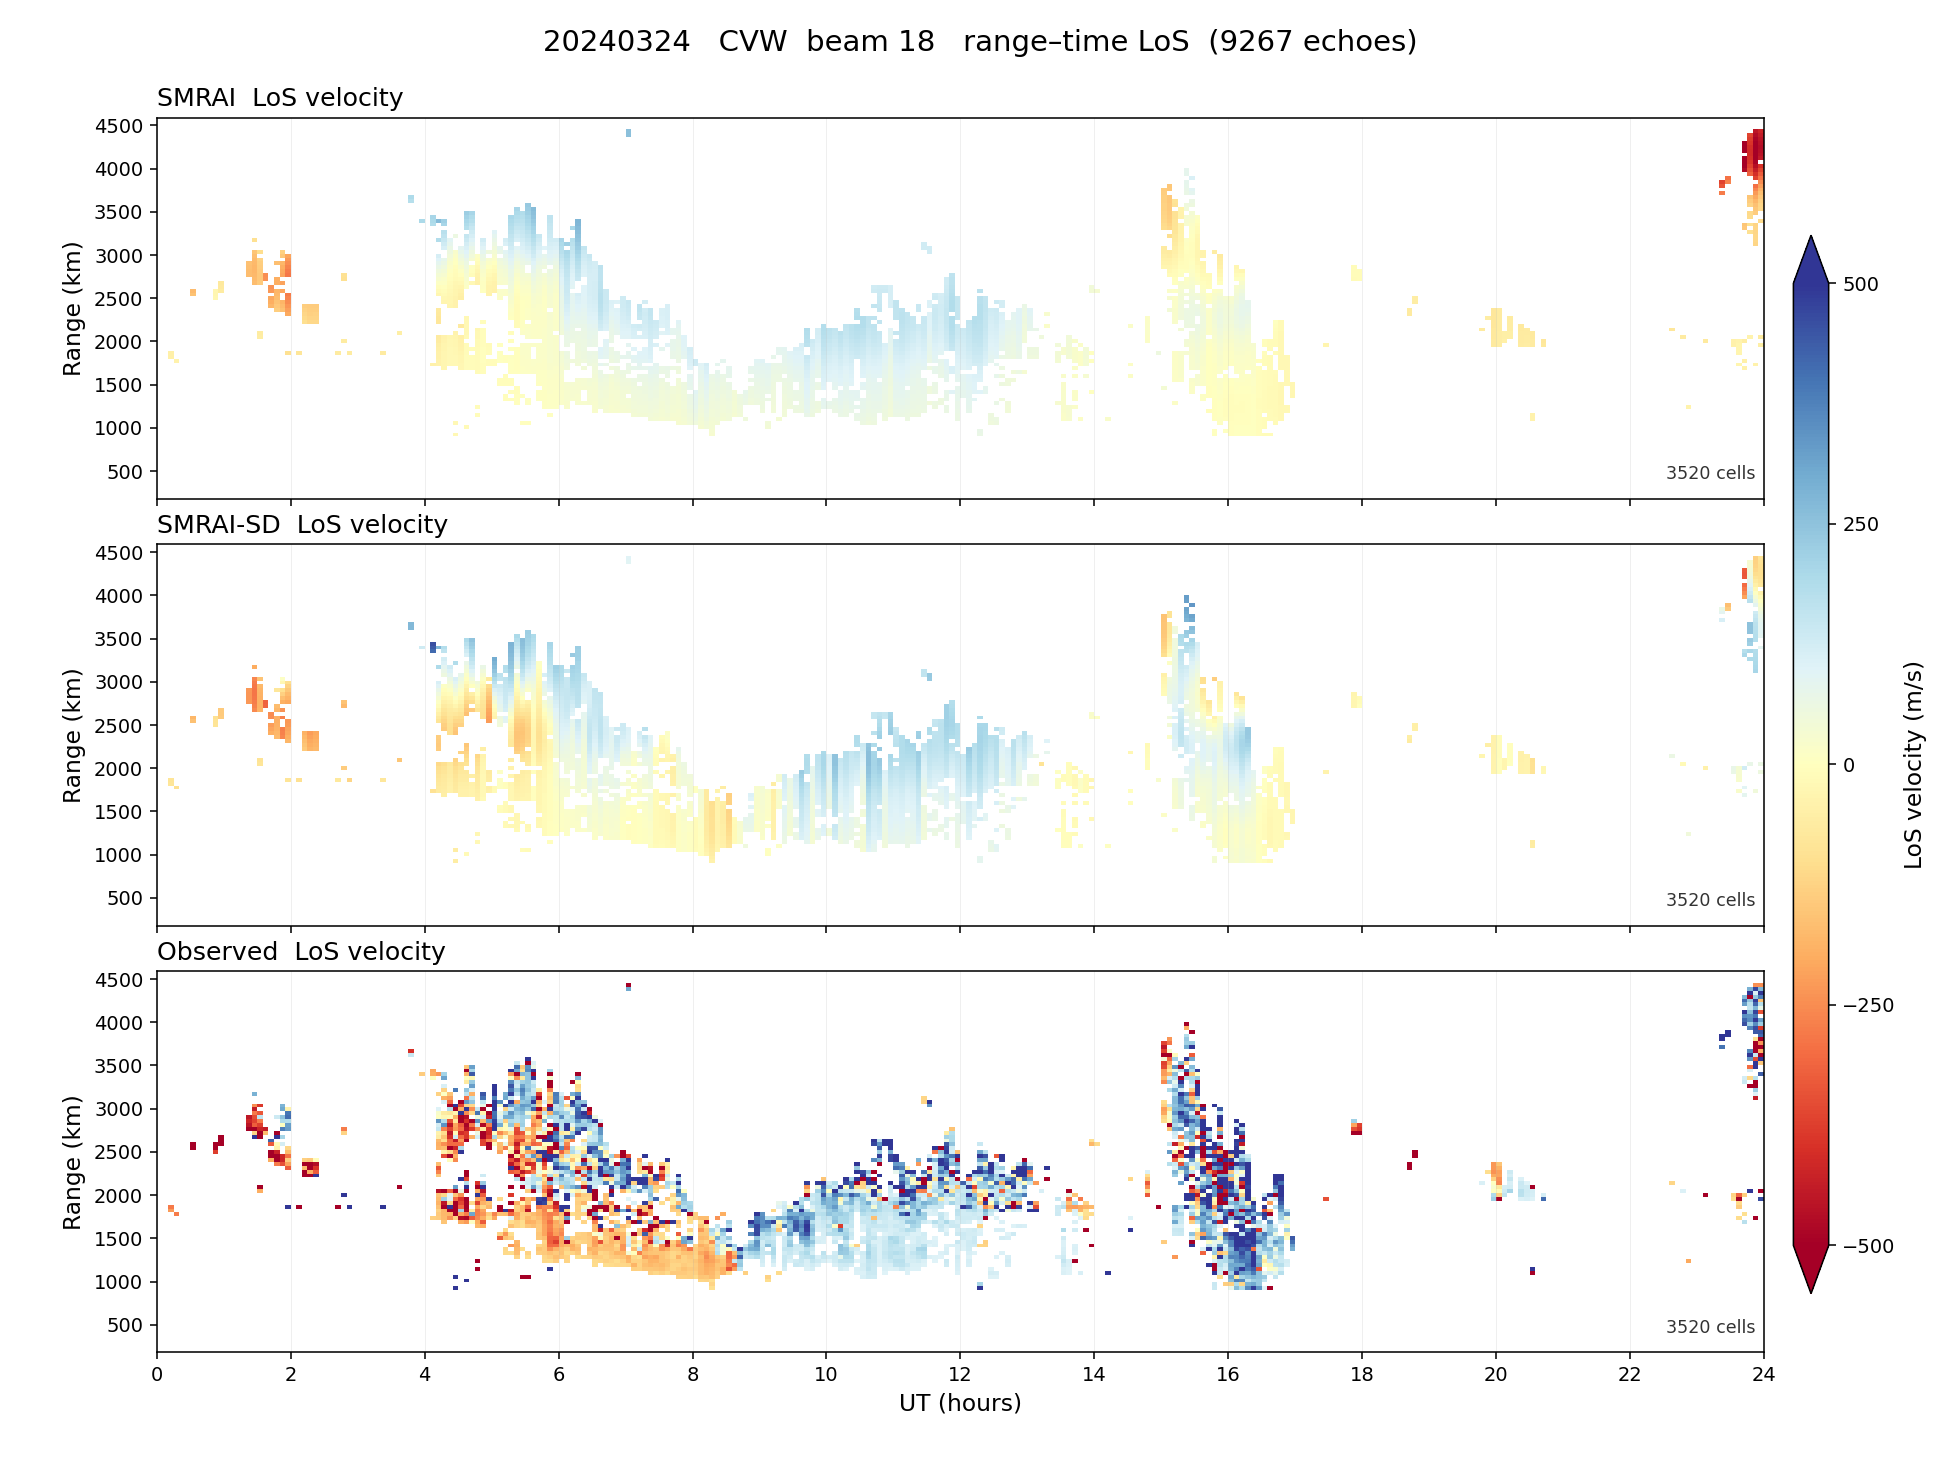 20240324   CVW  beam 18   range–time LoS  (9267 echoes)
SMRAI  LoS velocity
4500
4000
3500
3000
2500
2000
1500
1000
500
Range (km)
3520 cells
SMRAI-SD  LoS velocity
4500
4000
3500
3000
2500
2000
1500
1000
500
Range (km)
3520 cells
Observed  LoS velocity
4500
4000
3500
3000
2500
2000
1500
1000
500
Range (km)
3520 cells
0 2 4 6 8 10 12 14 16 18 20 22 24
UT (hours)
500
250
0
−250
−500
LoS velocity (m/s)